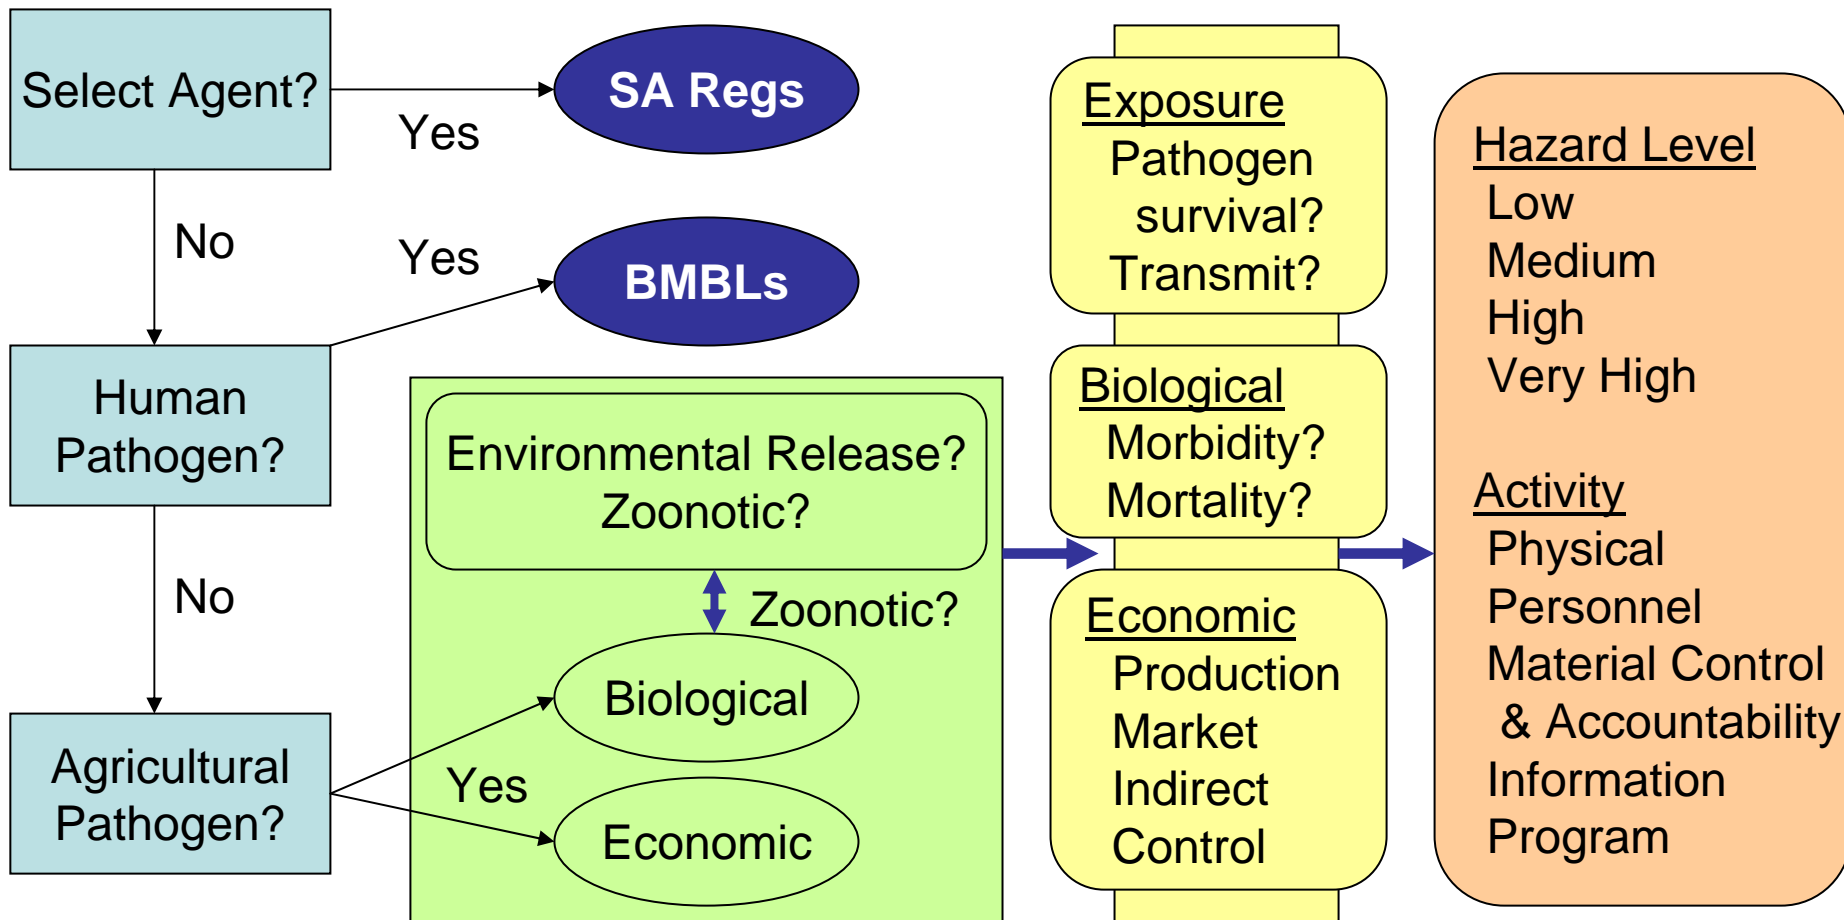 Select Agent?
Yes
SA Regs
No
Human
Pathogen?
Yes
BMBLs
No
Agricultural
Pathogen?
Yes
Environmental Release?
Zoonotic?
Zoonotic?
Biological
Economic
Exposure
Pathogen
survival?
Transmit?
Biological
Morbidity?
Mortality?
Economic
Production
Market
Indirect
Control
Hazard Level
Low
Medium
High
Very High
Activity
Physical
Personnel
Material Control
& Accountability
Information
Program